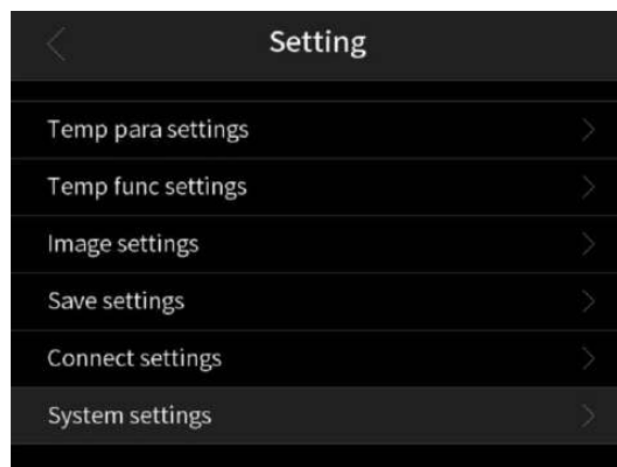 Setting
Temp para settings
Temp func settings
Image settings
Save settings
Connect settings
System settings